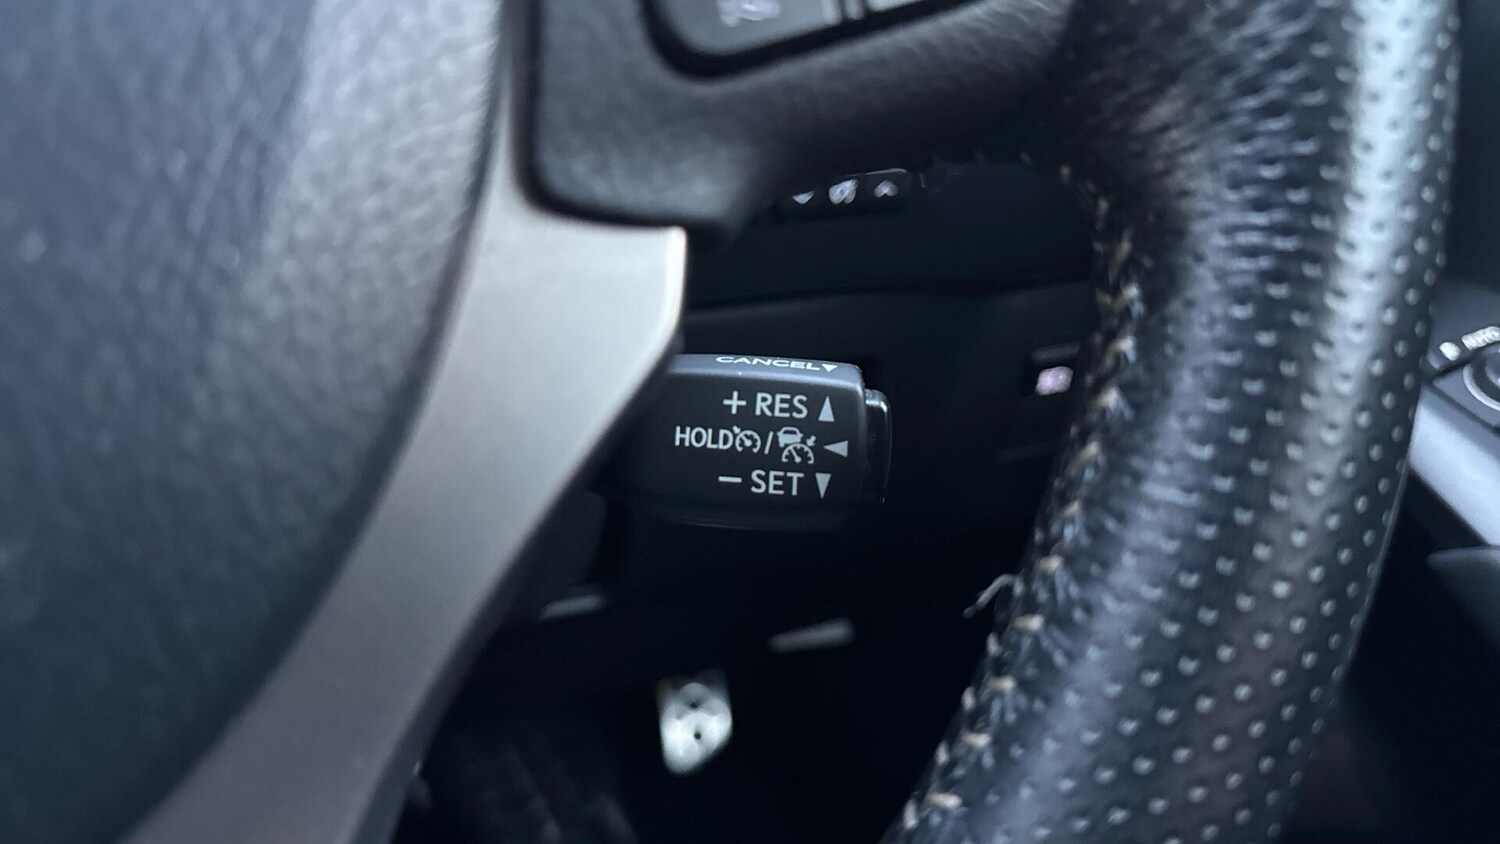 CANCEL▼
+ RES ▲
HOLD / ◀
− SET ▼